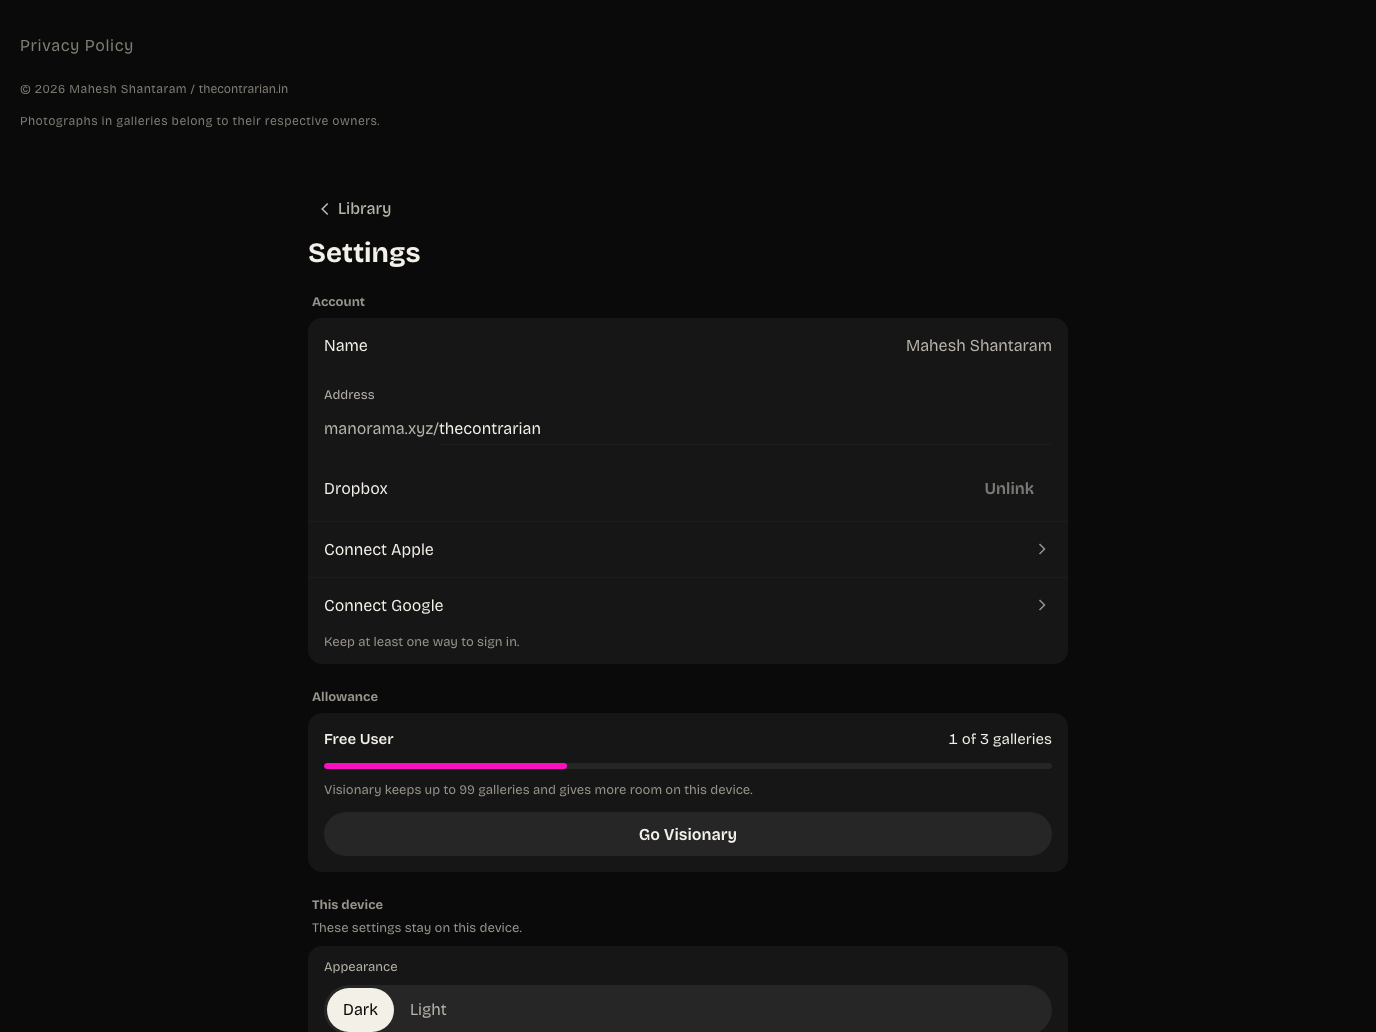 Privacy Policy
© 2026 Mahesh Shantaram / thecontrarian.in
Photographs in galleries belong to their respective owners.
Library
Settings
Account
Name Mahesh Shantaram
Address
manorama.xyz/thecontrarian
Dropbox Unlink
Connect Apple
Connect Google
Keep at least one way to sign in.
Allowance
Free User 1 of 3 galleries
Visionary keeps up to 99 galleries and gives more room on this device.
Go Visionary
This device
These settings stay on this device.
Appearance
Dark Light